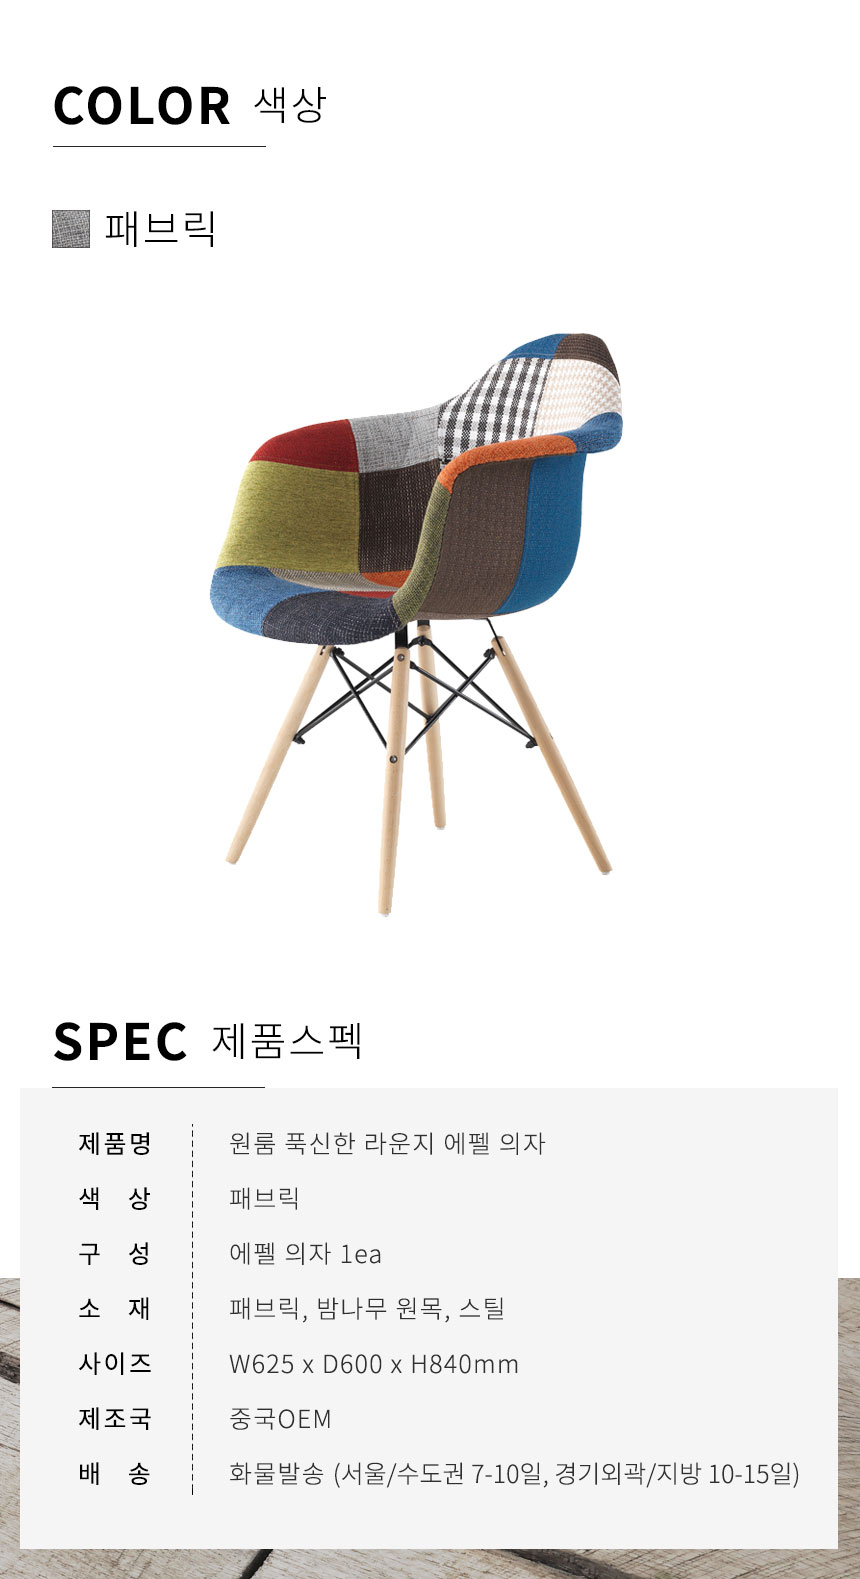 COLOR 색상
패브릭
SPEC 제품스펙
제품명 원룸 푹신한 라운지 에펠 의자
색 상 패브릭
구 성 에펠 의자 1ea
소 재 패브릭, 밤나무 원목, 스틸
사이즈 W625 x D600 x H840mm
제조국 중국OEM
배 송 화물발송 (서울/수도권 7-10일, 경기외곽/지방 10-15일)